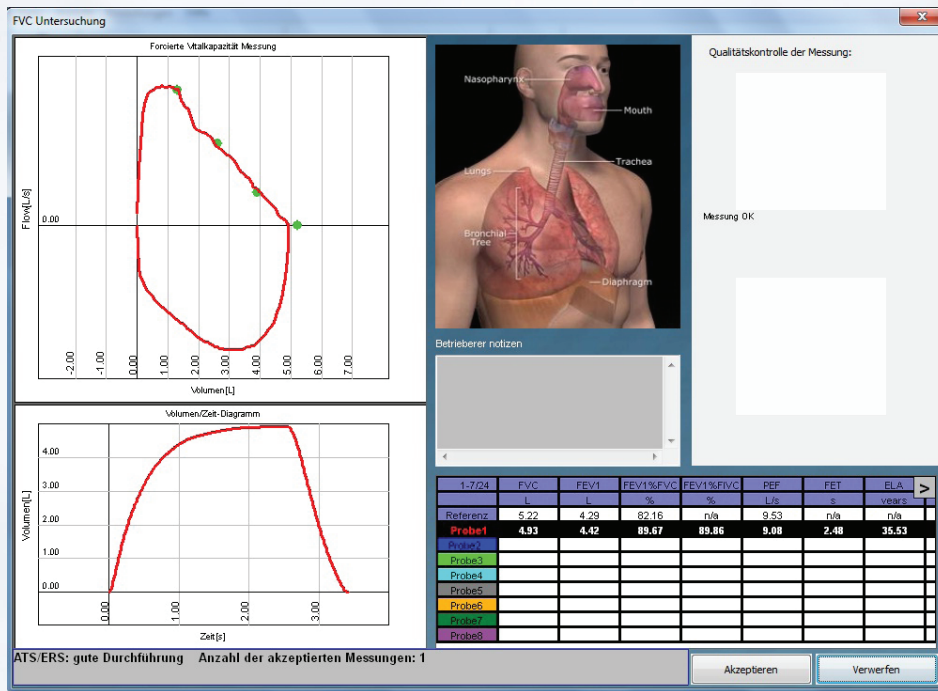 FVC Untersuchung
Forcierte Vitalkapazität Messung
Flow[L/s]
0.00
-2.00 -1.00 0.00 1.00 2.00 3.00 4.00 5.00 6.00 7.00
Volumen[L]
Volumen/Zeit-Diagramm
Volumen[L]
4.00
3.00
2.00
1.00
0.00
0.00 1.00 2.00 3.00
Zeit[s]
Nasopharynx
Mouth
Trachea
Lungs
Bronchial
Tree
Diaphragm
Betrieberer notizen
Qualitätskontrolle der Messung:
Messung OK
1-7/24 FVC FEV1 FEV1%FVC FEV1%FIVC PEF FET ELA >
L L % % L/s s years
Referenz 5.22 4.29 82.16 n/a 9.53 n/a n/a
Probe1 4.93 4.42 89.67 89.86 9.08 2.48 35.53
Probe2
Probe3
Probe4
Probe5
Probe6
Probe7
Probe8
ATS/ERS: gute Durchführung Anzahl der akzeptierten Messungen: 1
Akzeptieren Verwerfen